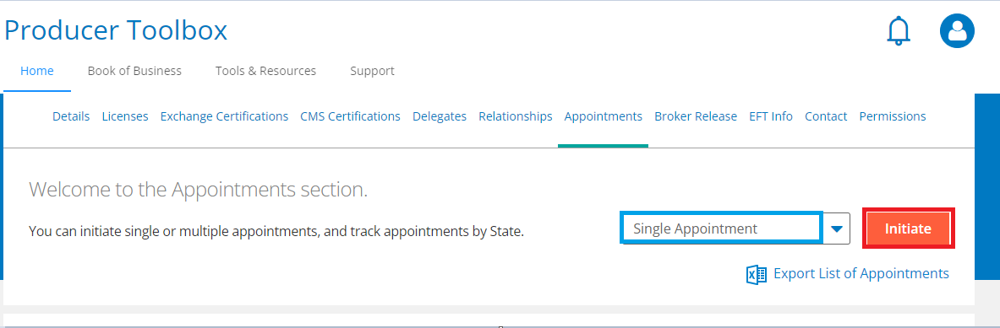 Producer Toolbox
Home Book of Business Tools & Resources Support
Details Licenses Exchange Certifications CMS Certifications Delegates Relationships Appointments Broker Release EFT Info Contact Permissions
Welcome to the Appointments section.
You can initiate single or multiple appointments, and track appointments by State.
Single Appointment
Initiate
Export List of Appointments